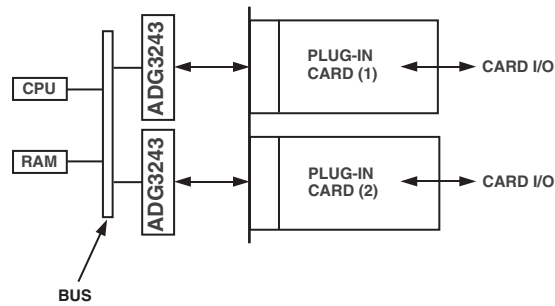 CPU
RAM
BUS
ADG3243
ADG3243
PLUG-IN
CARD (1)
CARD I/O
PLUG-IN
CARD (2)
CARD I/O